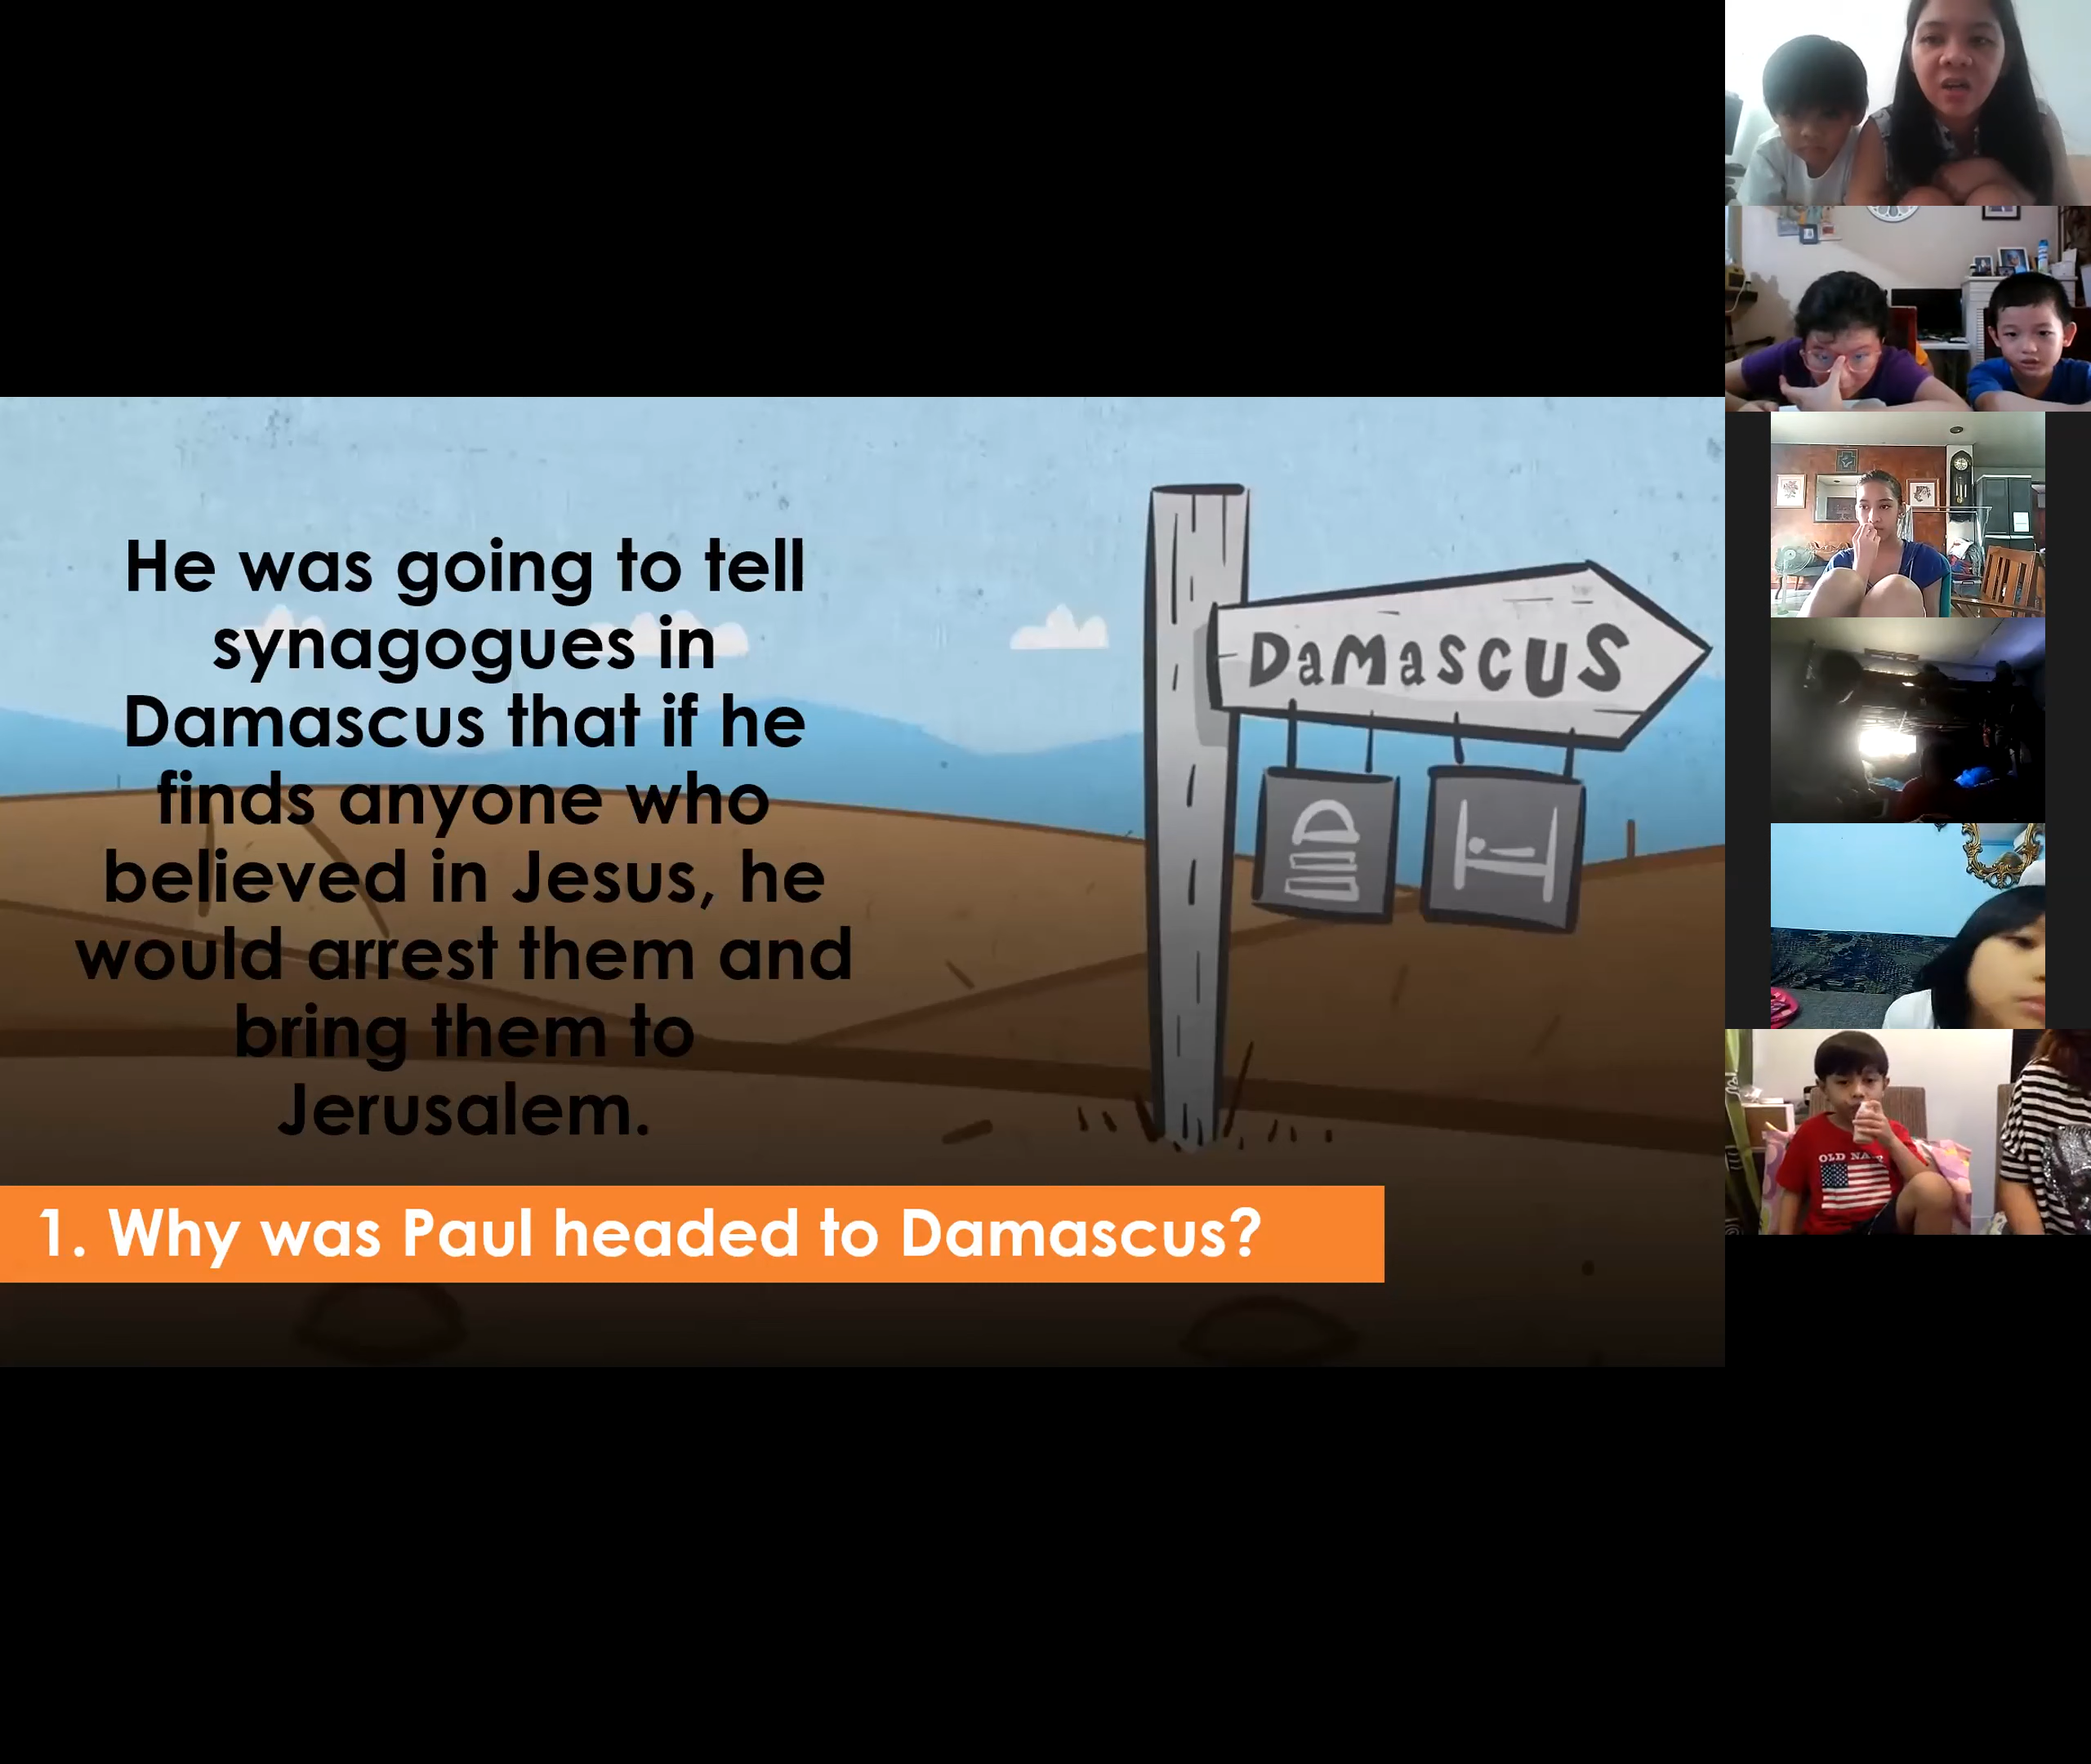 He was going to tell
synagogues in
Damascus that if he
finds anyone who
believed in Jesus, he
would arrest them and
bring them to
Jerusalem.
DaMascuS
1. Why was Paul headed to Damascus?
OLD NAVY